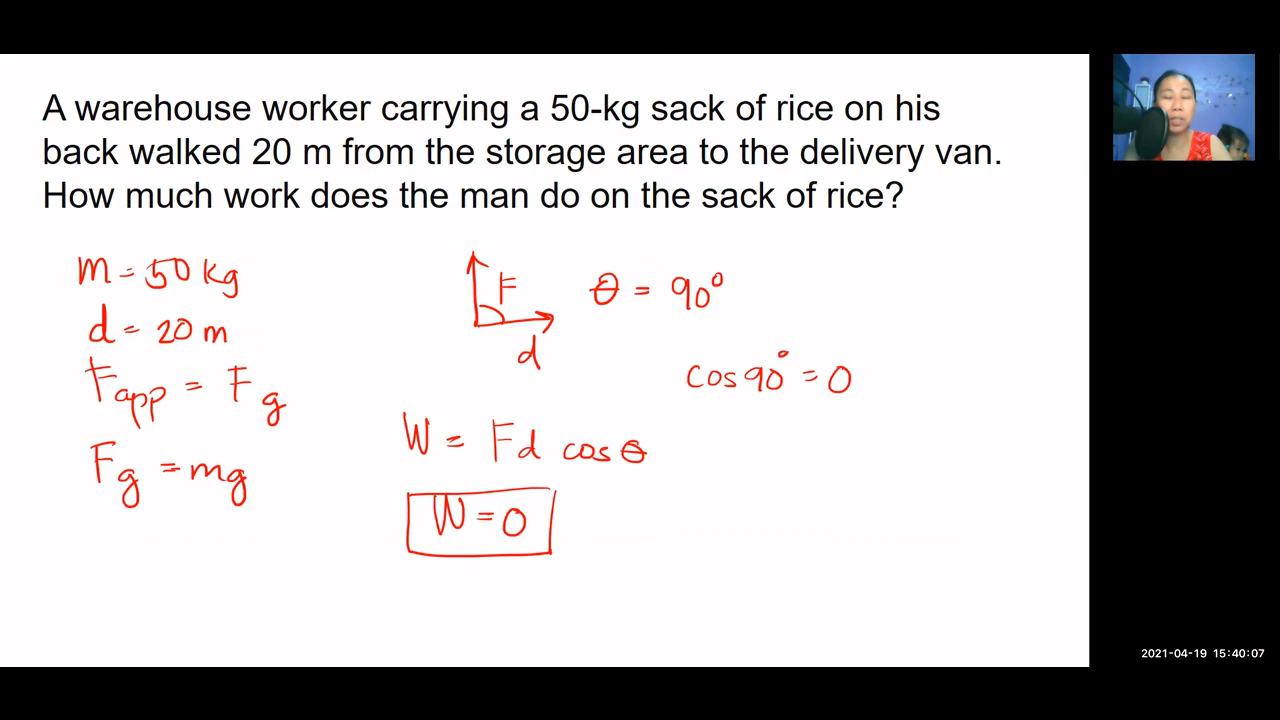 A warehouse worker carrying a 50-kg sack of rice on his
back walked 20 m from the storage area to the delivery van.
How much work does the man do on the sack of rice?
m = 50 kg
d = 20 m
Fapp = Fg
Fg = mg
F
d
θ = 90°
cos 90° = 0
W = Fd cos θ
W = 0
2021-04-19 15:40:07